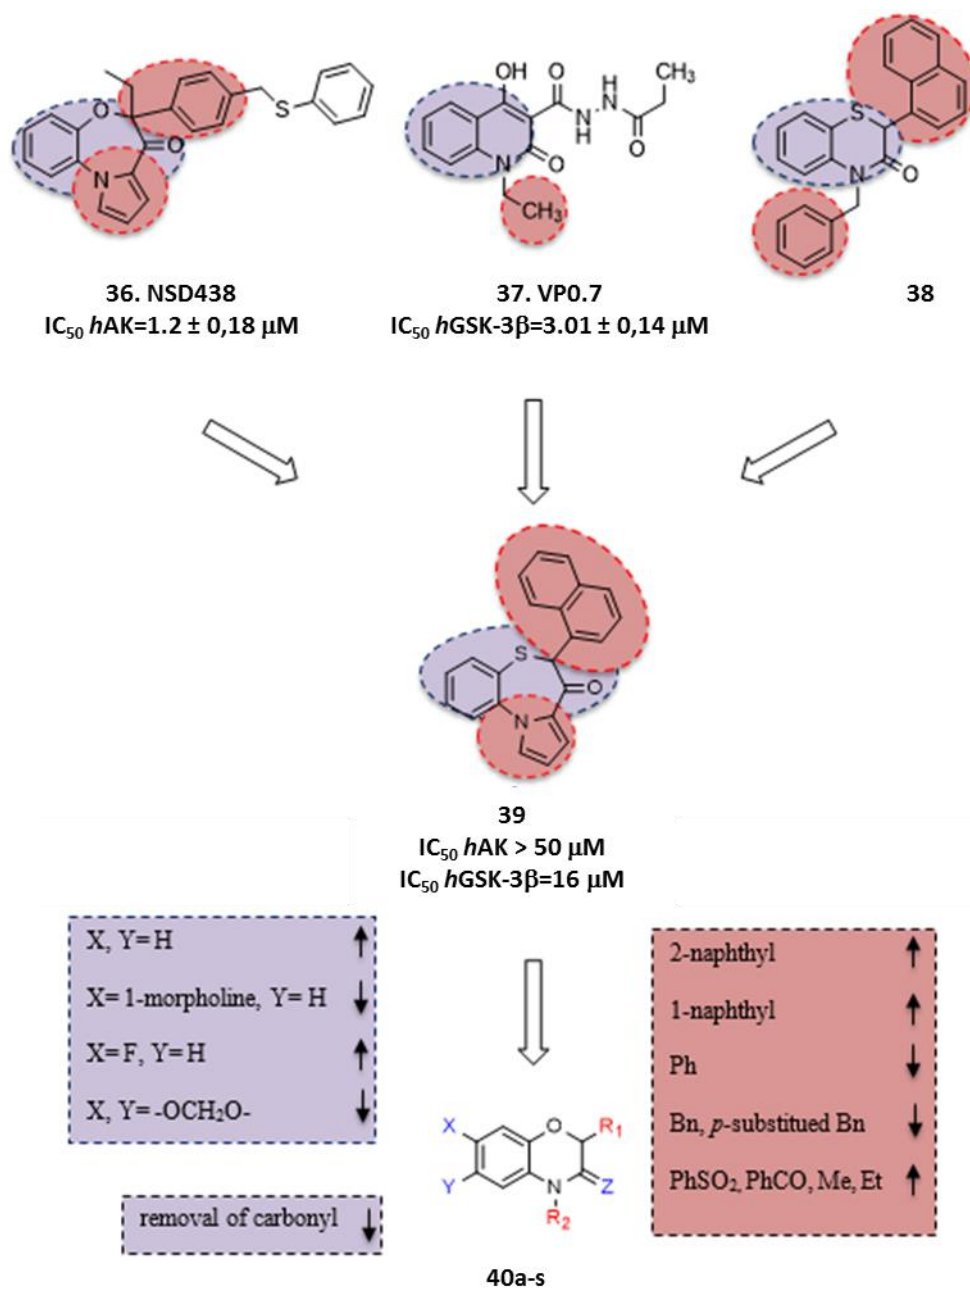 O
S
O
N
OH
O
H
N
N
H
O
CH₃
O
N
CH₃
S
N
O
36. NSD438
IC₅₀ hAK=1.2 ± 0,18 μM
37. VP0.7
IC₅₀ hGSK-3β=3.01 ± 0,14 μM
38
S
O
N
39
IC₅₀ hAK > 50 μM
IC₅₀ hGSK-3β=16 μM
X, Y= H ↑
X= 1-morpholine, Y= H ↓
X= F, Y= H ↑
X, Y= -OCH₂O- ↓
removal of carbonyl ↓
2-naphthyl ↑
1-naphthyl ↑
Ph ↓
Bn, p-substitued Bn ↓
PhSO₂, PhCO, Me, Et ↑
X
Y
O
R₁
N
Z
R₂
40a-s